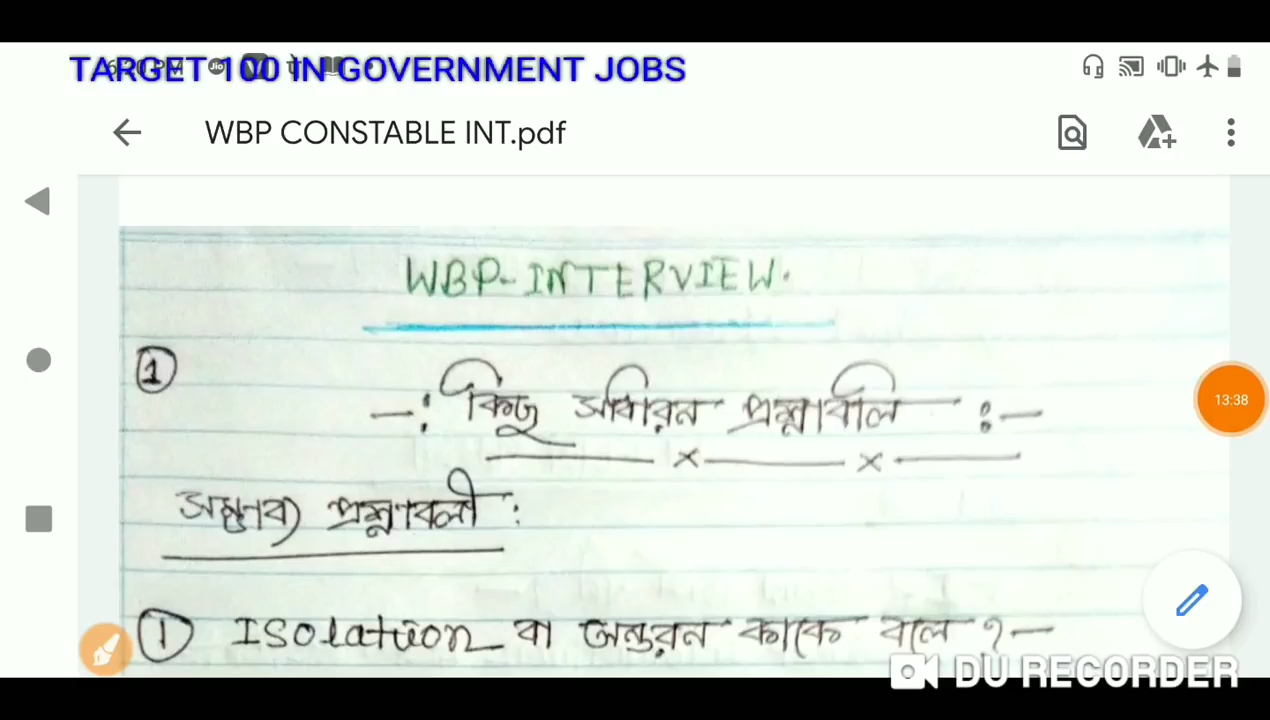 TARGET 100 IN GOVERNMENT JOBS
WBP CONSTABLE INT.pdf
WBP-INTERVIEW.
1
-: কিছু সাধারন প্রশ্নাবলি :-
13:38
সম্ভাব্য প্রশ্নাবলী :
① ISOlation বা অন্তরন কাকে বলে ?-
DU RECORDER